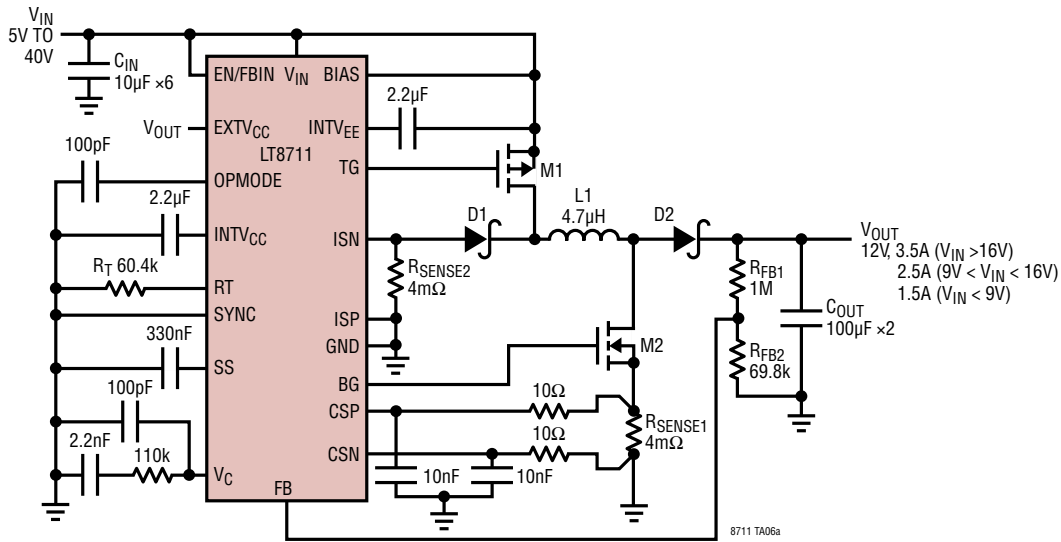 VIN
5V TO
40V
CIN
10µF ×6
EN/FBIN
VIN
BIAS
2.2µF
VOUT
EXTVCC
INTVEE
LT8711
100pF
TG
M1
OPMODE
2.2µF
L1
4.7µH
D1
D2
INTVCC
ISN
VOUT
12V, 3.5A (VIN >16V)
2.5A (9V < VIN < 16V)
1.5A (VIN < 9V)
RT 60.4k
RT
RSENSE2
4mΩ
RFB1
1M
SYNC
ISP
COUT
100µF ×2
330nF
GND
M2
RFB2
69.8k
SS
BG
100pF
10Ω
CSP
RSENSE1
4mΩ
2.2nF
110k
10Ω
CSN
VC
10nF
10nF
FB
8711 TA06a